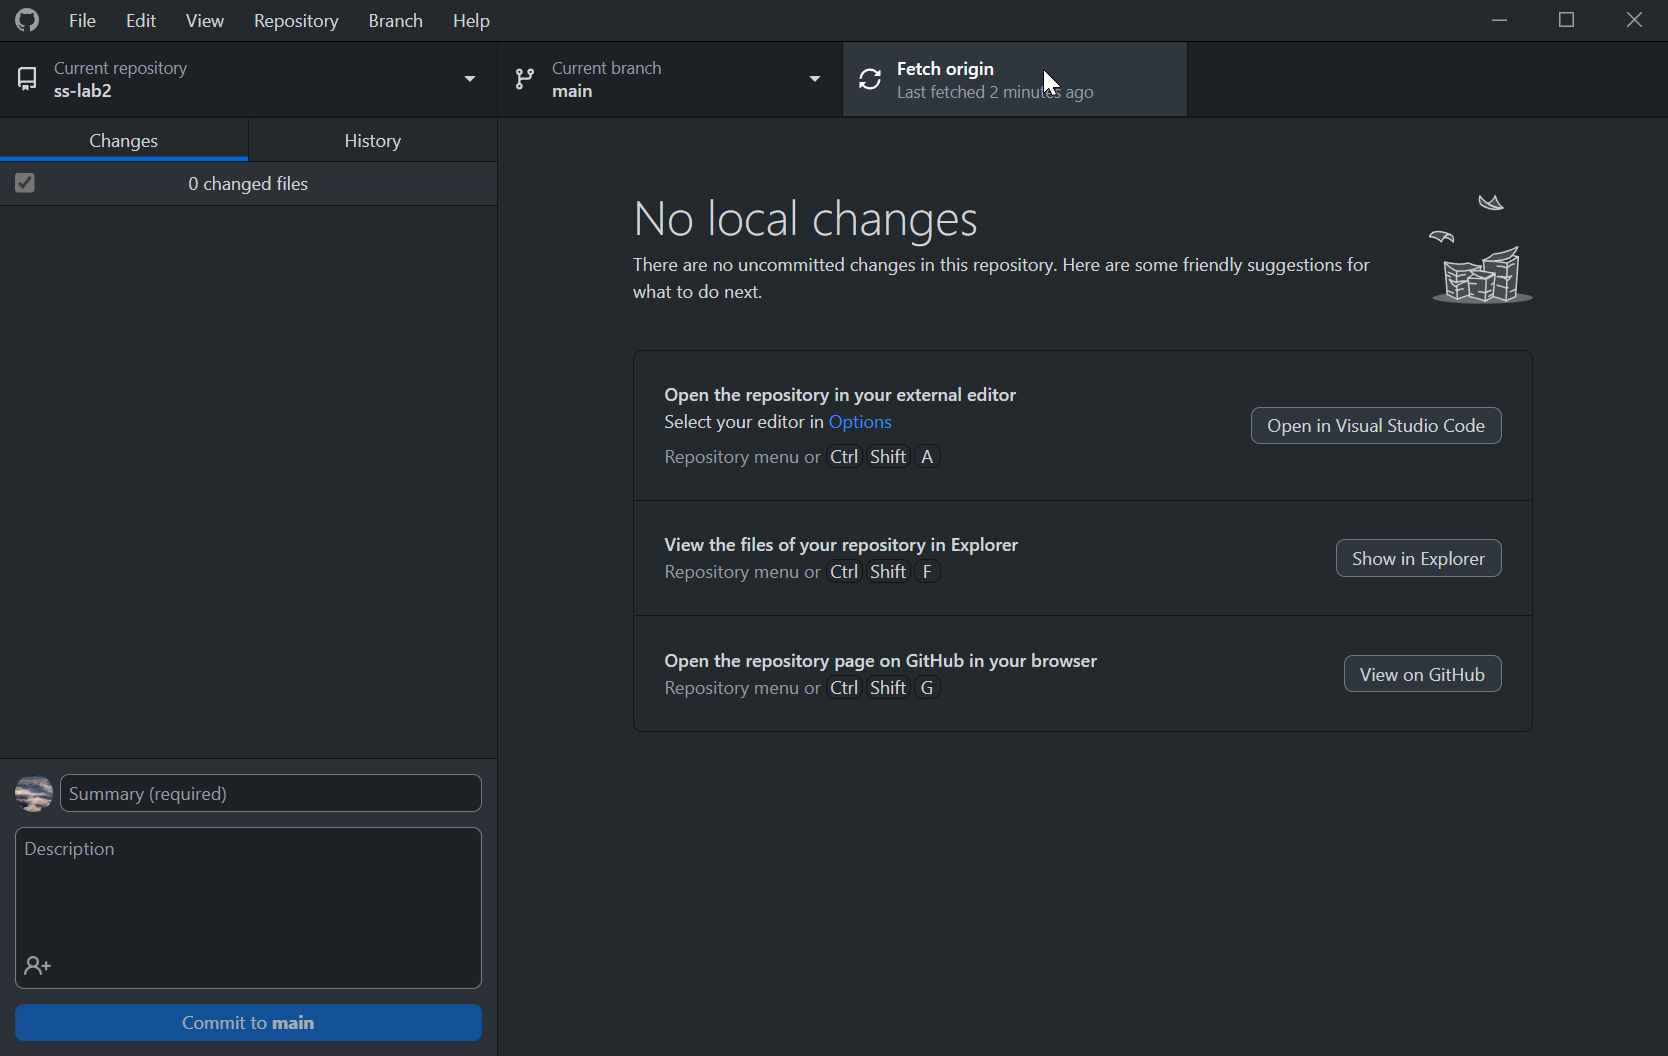 File Edit View Repository Branch Help
Current repository
ss-lab2
Current branch
main
Fetch origin
Last fetched 2 minutes ago
Changes
History
0 changed files
No local changes
There are no uncommitted changes in this repository. Here are some friendly suggestions for
what to do next.
Open the repository in your external editor
Select your editor in Options
Repository menu or Ctrl Shift A
Open in Visual Studio Code
View the files of your repository in Explorer
Repository menu or Ctrl Shift F
Show in Explorer
Open the repository page on GitHub in your browser
Repository menu or Ctrl Shift G
View on GitHub
Summary (required)
Description
Commit to main